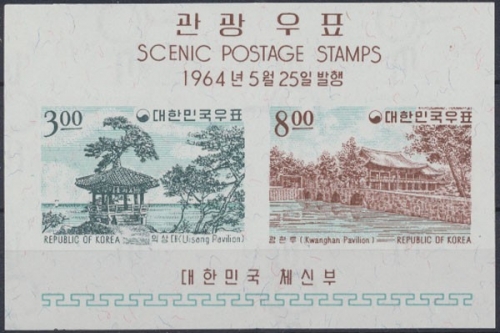 관광우표
SCENIC POSTAGE STAMPS
1964년 5월 25일 발행
3.00 대한민국우표
REPUBLIC OF KOREA 의상대(Uisang Pavilion)
8.00 대한민국우표
광한루(Kwanghan Pavilion) REPUBLIC OF KOREA
대한민국 체신부